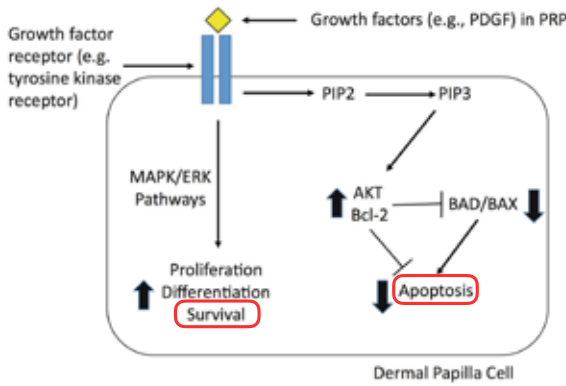 Growth factors (e.g., PDGF) in PRP
Growth factor
receptor (e.g.
tyrosine kinase
receptor)
PIP2
PIP3
MAPK/ERK
Pathways
AKT
Bcl-2
BAD/BAX
Proliferation
Differentiation
Survival
Apoptosis
Dermal Papilla Cell